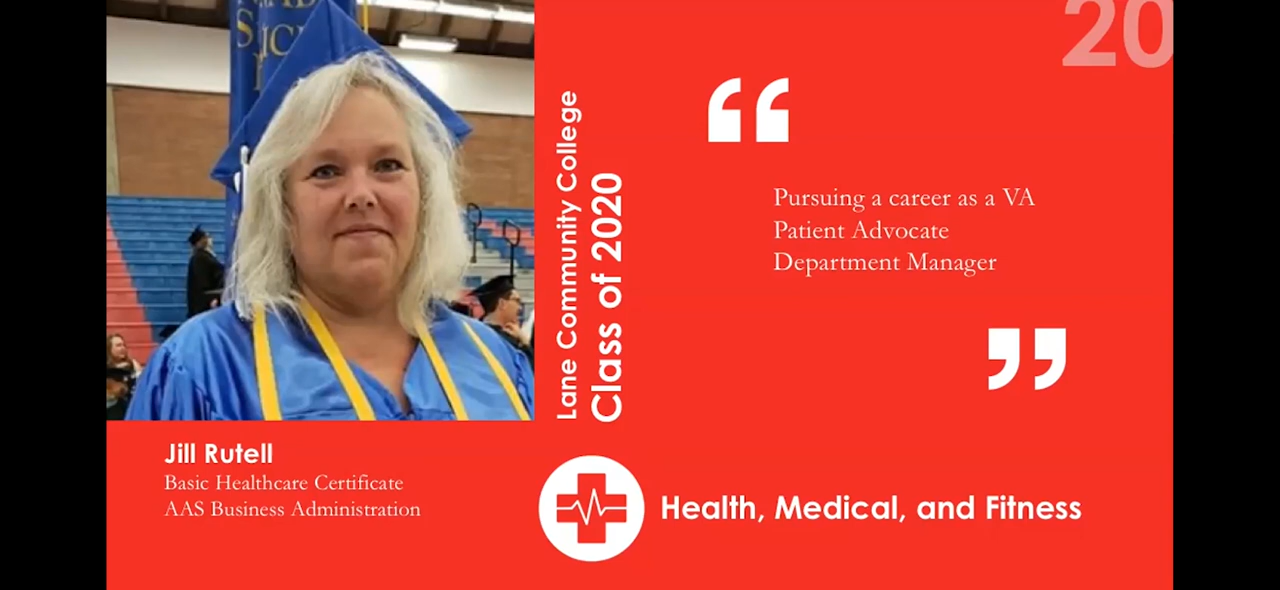 20
Lane Community College
Class of 2020
Pursuing a career as a VA
Patient Advocate
Department Manager
Jill Rutell
Basic Healthcare Certificate
AAS Business Administration
Health, Medical, and Fitness